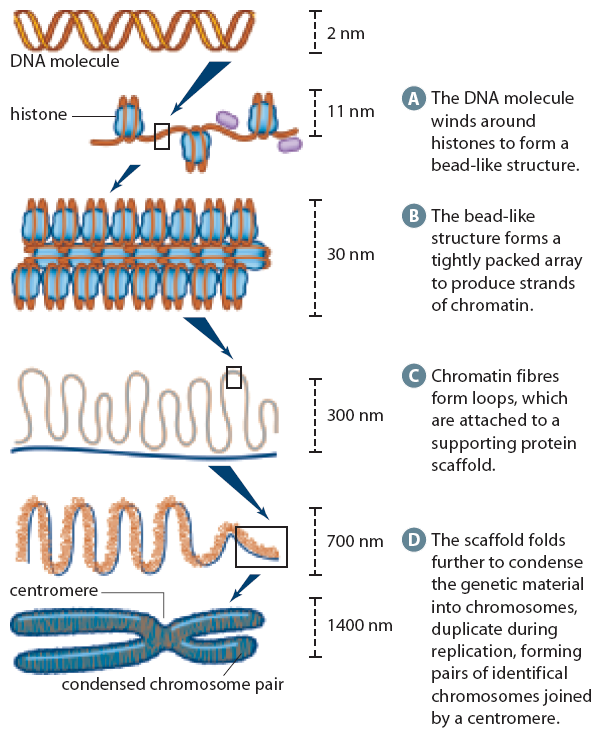 2 nm
DNA molecule
histone
11 nm
A The DNA molecule
winds around
histones to form a
bead-like structure.
30 nm
B The bead-like
structure forms a
tightly packed array
to produce strands
of chromatin.
300 nm
C Chromatin fibres
form loops, which
are attached to a
supporting protein
scaffold.
700 nm
D The scaffold folds
further to condense
the genetic material
into chromosomes,
duplicate during
replication, forming
pairs of identifical
chromosomes joined
by a centromere.
centromere
1400 nm
condensed chromosome pair